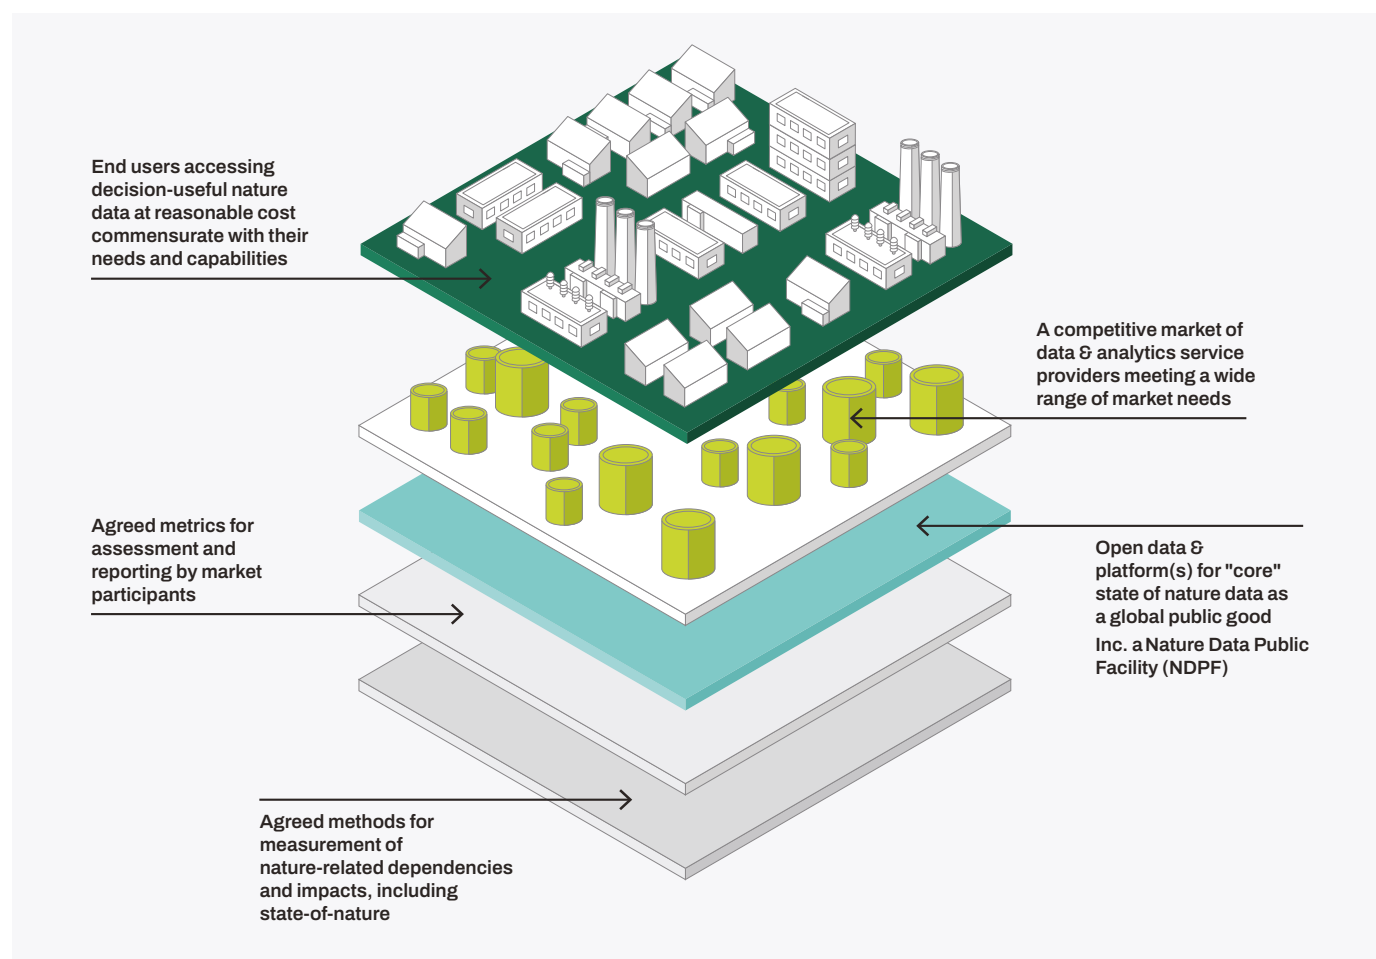 End users accessing
decision-useful nature
data at reasonable cost
commensurate with their
needs and capabilities
A competitive market of
data & analytics service
providers meeting a wide
range of market needs
Agreed metrics for
assessment and
reporting by market
participants
Open data &
platform(s) for "core"
state of nature data as
a global public good
Inc. a Nature Data Public
Facility (NDPF)
Agreed methods for
measurement of
nature-related dependencies
and impacts, including
state-of-nature